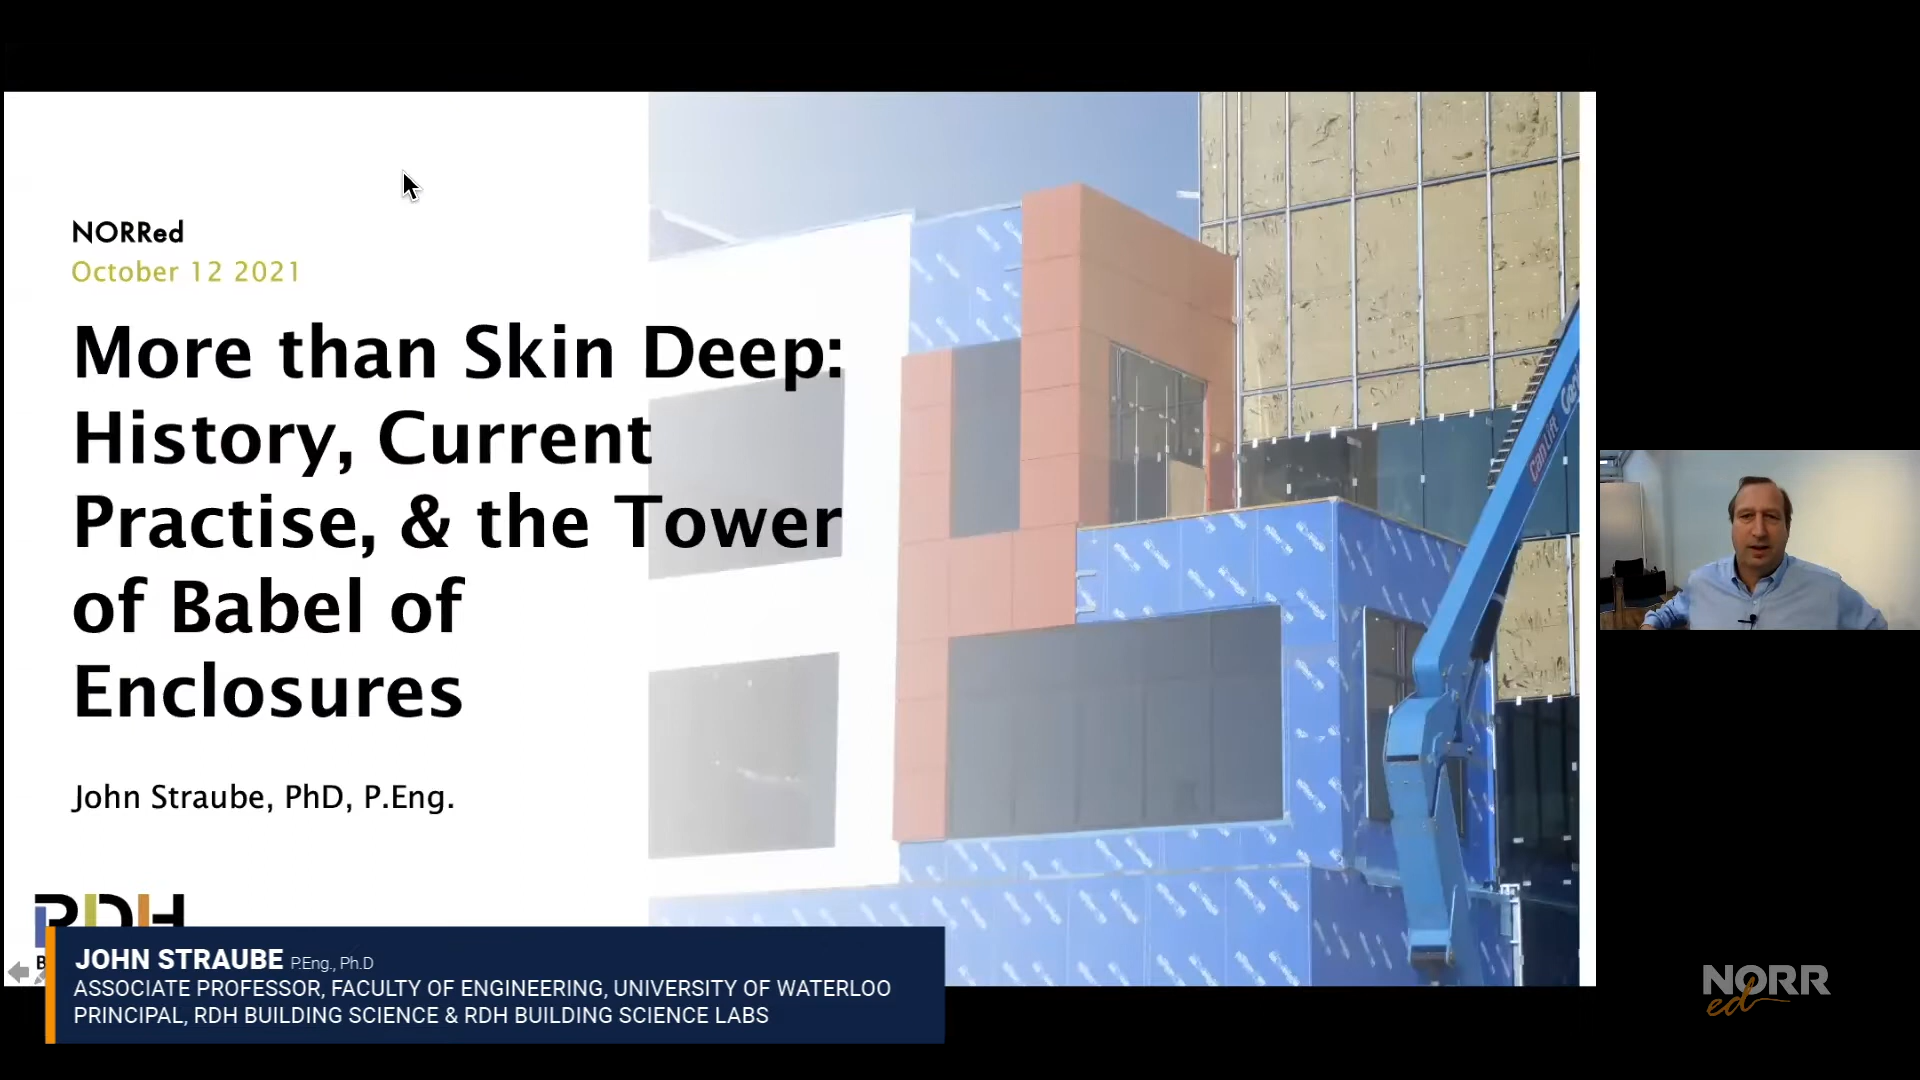 NORRed
October 12 2021
More than Skin Deep:
History, Current
Practise, & the Tower
of Babel of
Enclosures
John Straube, PhD, P.Eng.
RDH
JOHN STRAUBE P.Eng., Ph.D
ASSOCIATE PROFESSOR, FACULTY OF ENGINEERING, UNIVERSITY OF WATERLOO
PRINCIPAL, RDH BUILDING SCIENCE & RDH BUILDING SCIENCE LABS
CanLift
NORR
ed